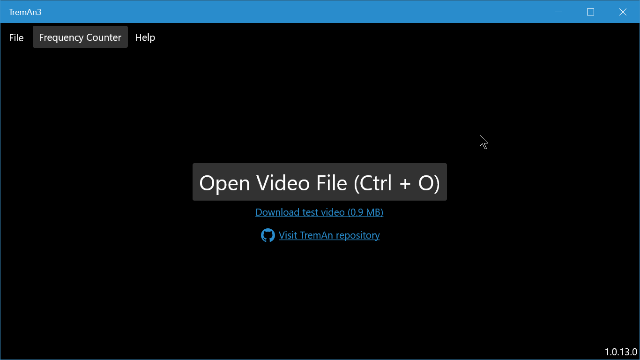 TremAn3
File Frequency Counter Help
Open Video File (Ctrl + O)
Download test video (0.9 MB)
Visit TremAn repository
1.0.13.0